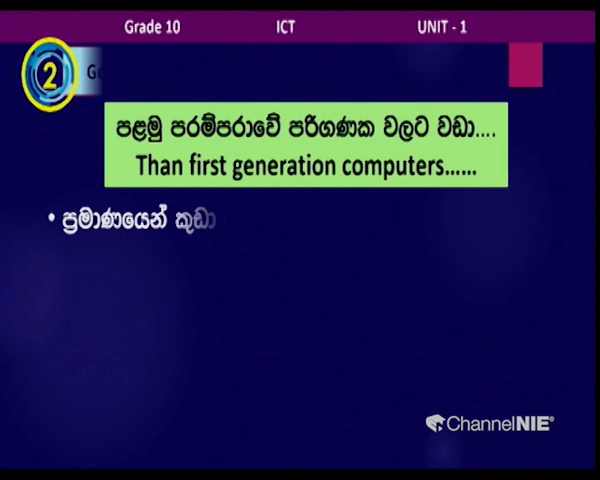 Grade 10 ICT UNIT - 1
2
පළමු පරම්පරාවේ පරිගණක වලට වඩා....
Than first generation computers......
• ප්‍රමාණයෙන් කුඩා
ChannelNIE®